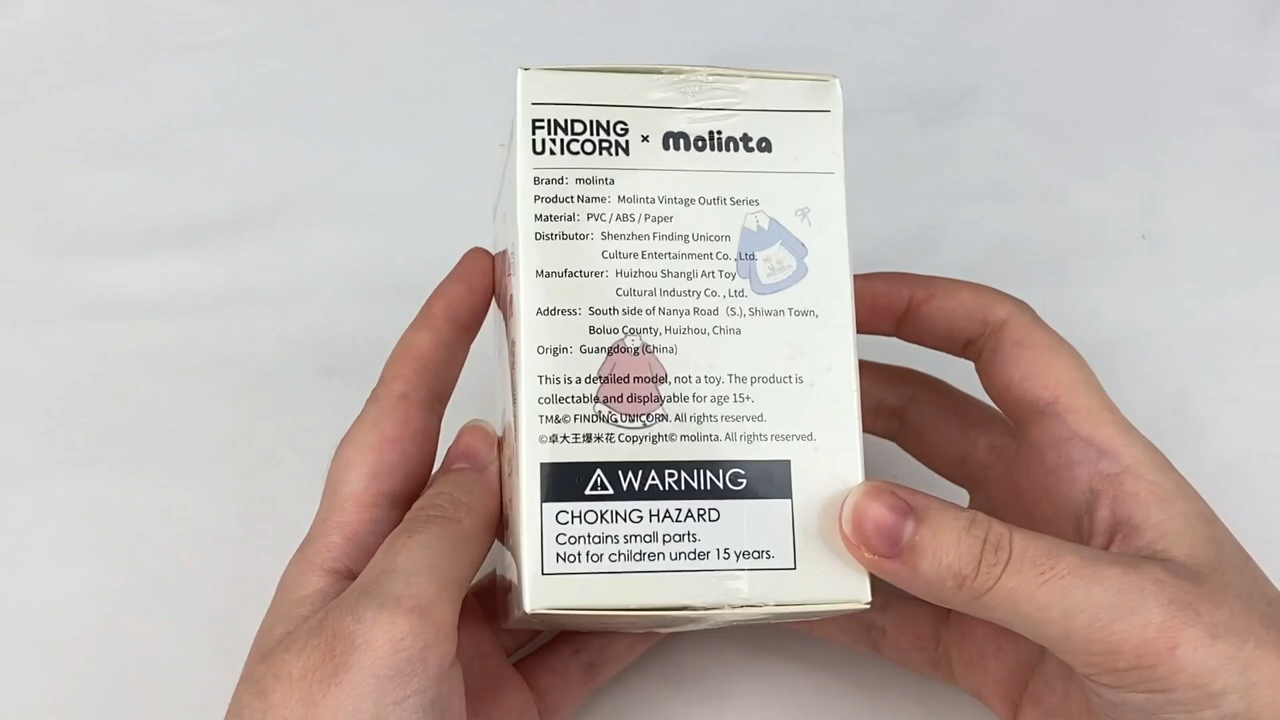 FINDING UNICORN × molinta
Brand: molinta
Product Name: Molinta Vintage Outfit Series
Material: PVC / ABS / Paper
Distributor: Shenzhen Finding Unicorn
Culture Entertainment Co. , Ltd.
Manufacturer: Huizhou Shangli Art Toy
Cultural Industry Co. , Ltd.
Address: South side of Nanya Road (S.), Shiwan Town,
Boluo County, Huizhou, China
Origin: Guangdong (China)
This is a detailed model, not a toy. The product is
collectable and displayable for age 15+.
TM&© FINDING UNICORN. All rights reserved.
©卓大王爆米花 Copyright© molinta. All rights reserved.
WARNING
CHOKING HAZARD
Contains small parts.
Not for children under 15 years.